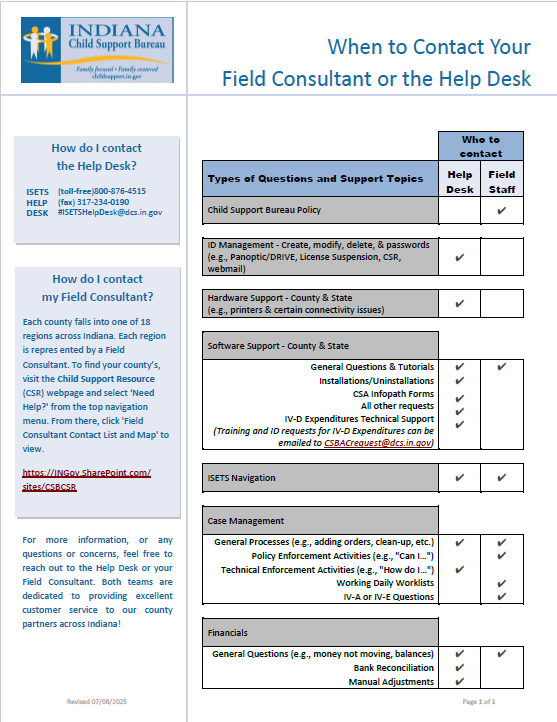 INDIANA
Child Support Bureau
Family focused • Family centered
childsupport.in.gov
When to Contact Your
Field Consultant or the Help Desk
How do I contact
the Help Desk?
ISETS (toll-free)800-876-4515
HELP (fax) 317-234-0190
DESK #ISETSHelpDesk@dcs.in.gov
How do I contact
my Field Consultant?
Each county falls into one of 18
regions across Indiana. Each region
is repres ented by a Field
Consultant. To find your county's,
visit the Child Support Resource
(CSR) webpage and select 'Need
Help?' from the top navigation
menu. From there, click 'Field
Consultant Contact List and Map' to
view.
https://INGov.SharePoint.com/
sites/CSBCSR
For more information, or any
questions or concerns, feel free to
reach out to the Help Desk or your
Field Consultant. Both teams are
dedicated to providing excellent
customer service to our county
partners across Indiana!
Who to
contact
Types of Questions and Support Topics
Help
Desk
Field
Staff
Child Support Bureau Policy ✔
ID Management - Create, modify, delete, & passwords
(e.g., Panoptic/DRIVE, License Suspension, CSR,
webmail) ✔
Hardware Support - County & State
(e.g., printers & certain connectivity issues) ✔
Software Support - County & State
General Questions & Tutorials ✔ ✔
Installations/Uninstallations ✔
CSA Infopath Forms ✔
All other requests ✔
IV-D Expenditures Technical Support ✔
(Training and ID requests for IV-D Expenditures can be
emailed to CSBACrequest@dcs.in.gov)
ISETS Navigation ✔ ✔
Case Management
General Processes (e.g., adding orders, clean-up, etc.) ✔ ✔
Policy Enforcement Activities (e.g., "Can I...") ✔
Technical Enforcement Activities (e.g., "How do I...") ✔
Working Daily Worklists ✔
IV-A or IV-E Questions ✔
Financials
General Questions (e.g., money not moving, balances) ✔ ✔
Bank Reconciliation ✔
Manual Adjustments ✔
Revised 07/08/2025
Page 1 of 1